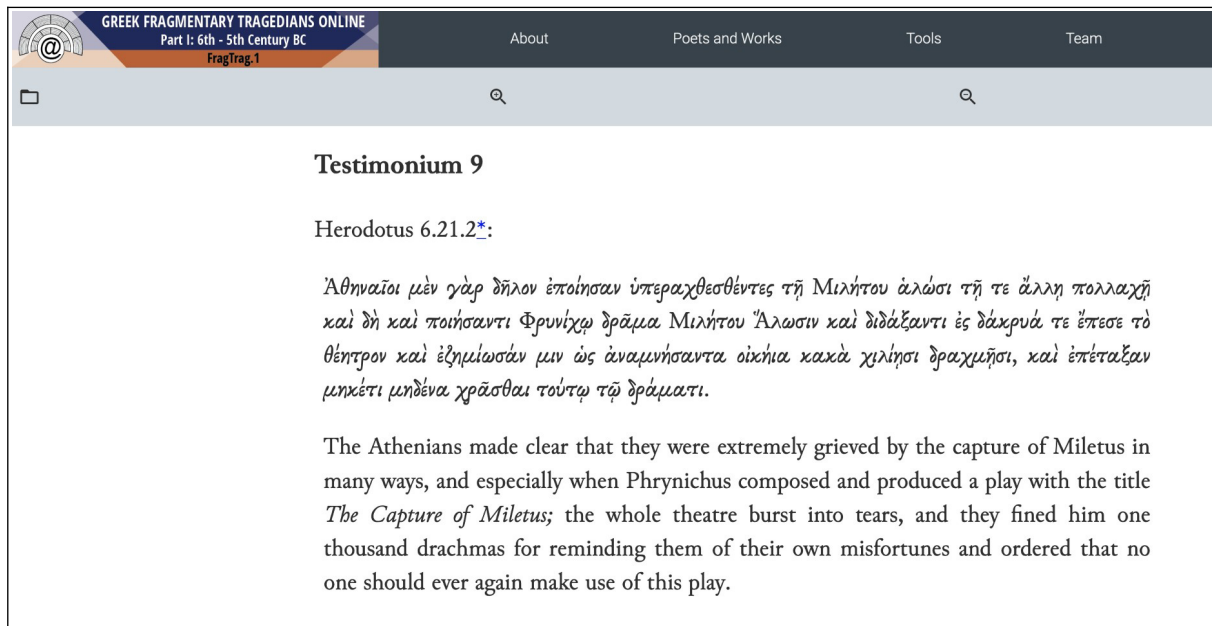 GREEK FRAGMENTARY TRAGEDIANS ONLINE
Part I: 6th - 5th Century BC
FragTrag.1
@
About
Poets and Works
Tools
Team
Testimonium 9
Herodotus 6.21.2*:
Ἀθηναῖοι μὲν γὰρ δῆλον ἐποίησαν ὑπεραχθεσθέντες τῇ Μιλήτου ἁλώσι τῇ τε ἄλλῃ πολλαχῇ
καὶ δὴ καὶ ποιήσαντι Φρυνίχῳ δρᾶμα Μιλήτου Ἅλωσιν καὶ διδάξαντι ἐς δάκρυά τε ἔπεσε τὸ
θέητρον καὶ ἐζημίωσάν μιν ὡς ἀναμνήσαντα οἰκήια κακὰ χιλίῃσι δραχμῇσι, καὶ ἐπέταξαν
μηκέτι μηδένα χρᾶσθαι τούτῳ τῷ δράματι.
The Athenians made clear that they were extremely grieved by the capture of Miletus in
many ways, and especially when Phrynichus composed and produced a play with the title
The Capture of Miletus; the whole theatre burst into tears, and they fined him one
thousand drachmas for reminding them of their own misfortunes and ordered that no
one should ever again make use of this play.